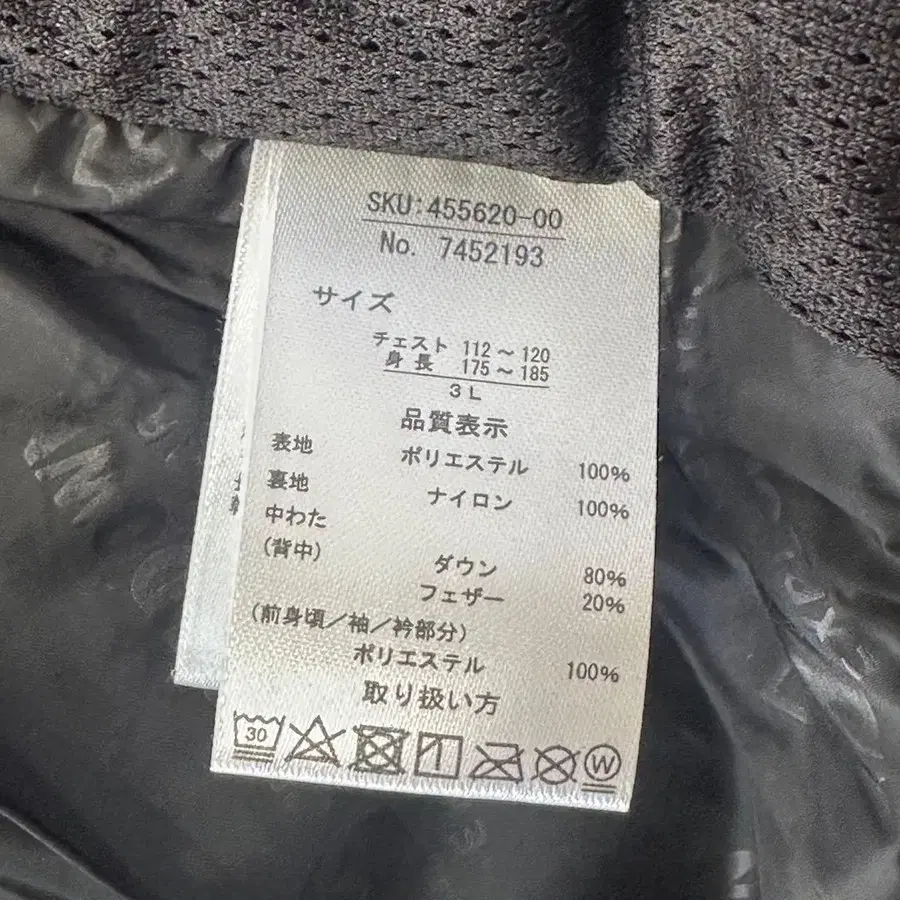 SKU:455620-00
No. 7452193
サイズ
チェスト 112～120
身長 175～185
3L
品質表示
表地 ポリエステル 100%
裏地 ナイロン 100%
中わた
(背中)
ダウン 80%
フェザー 20%
(前身頃/袖/衿部分)
ポリエステル 100%
取り扱い方
30
W